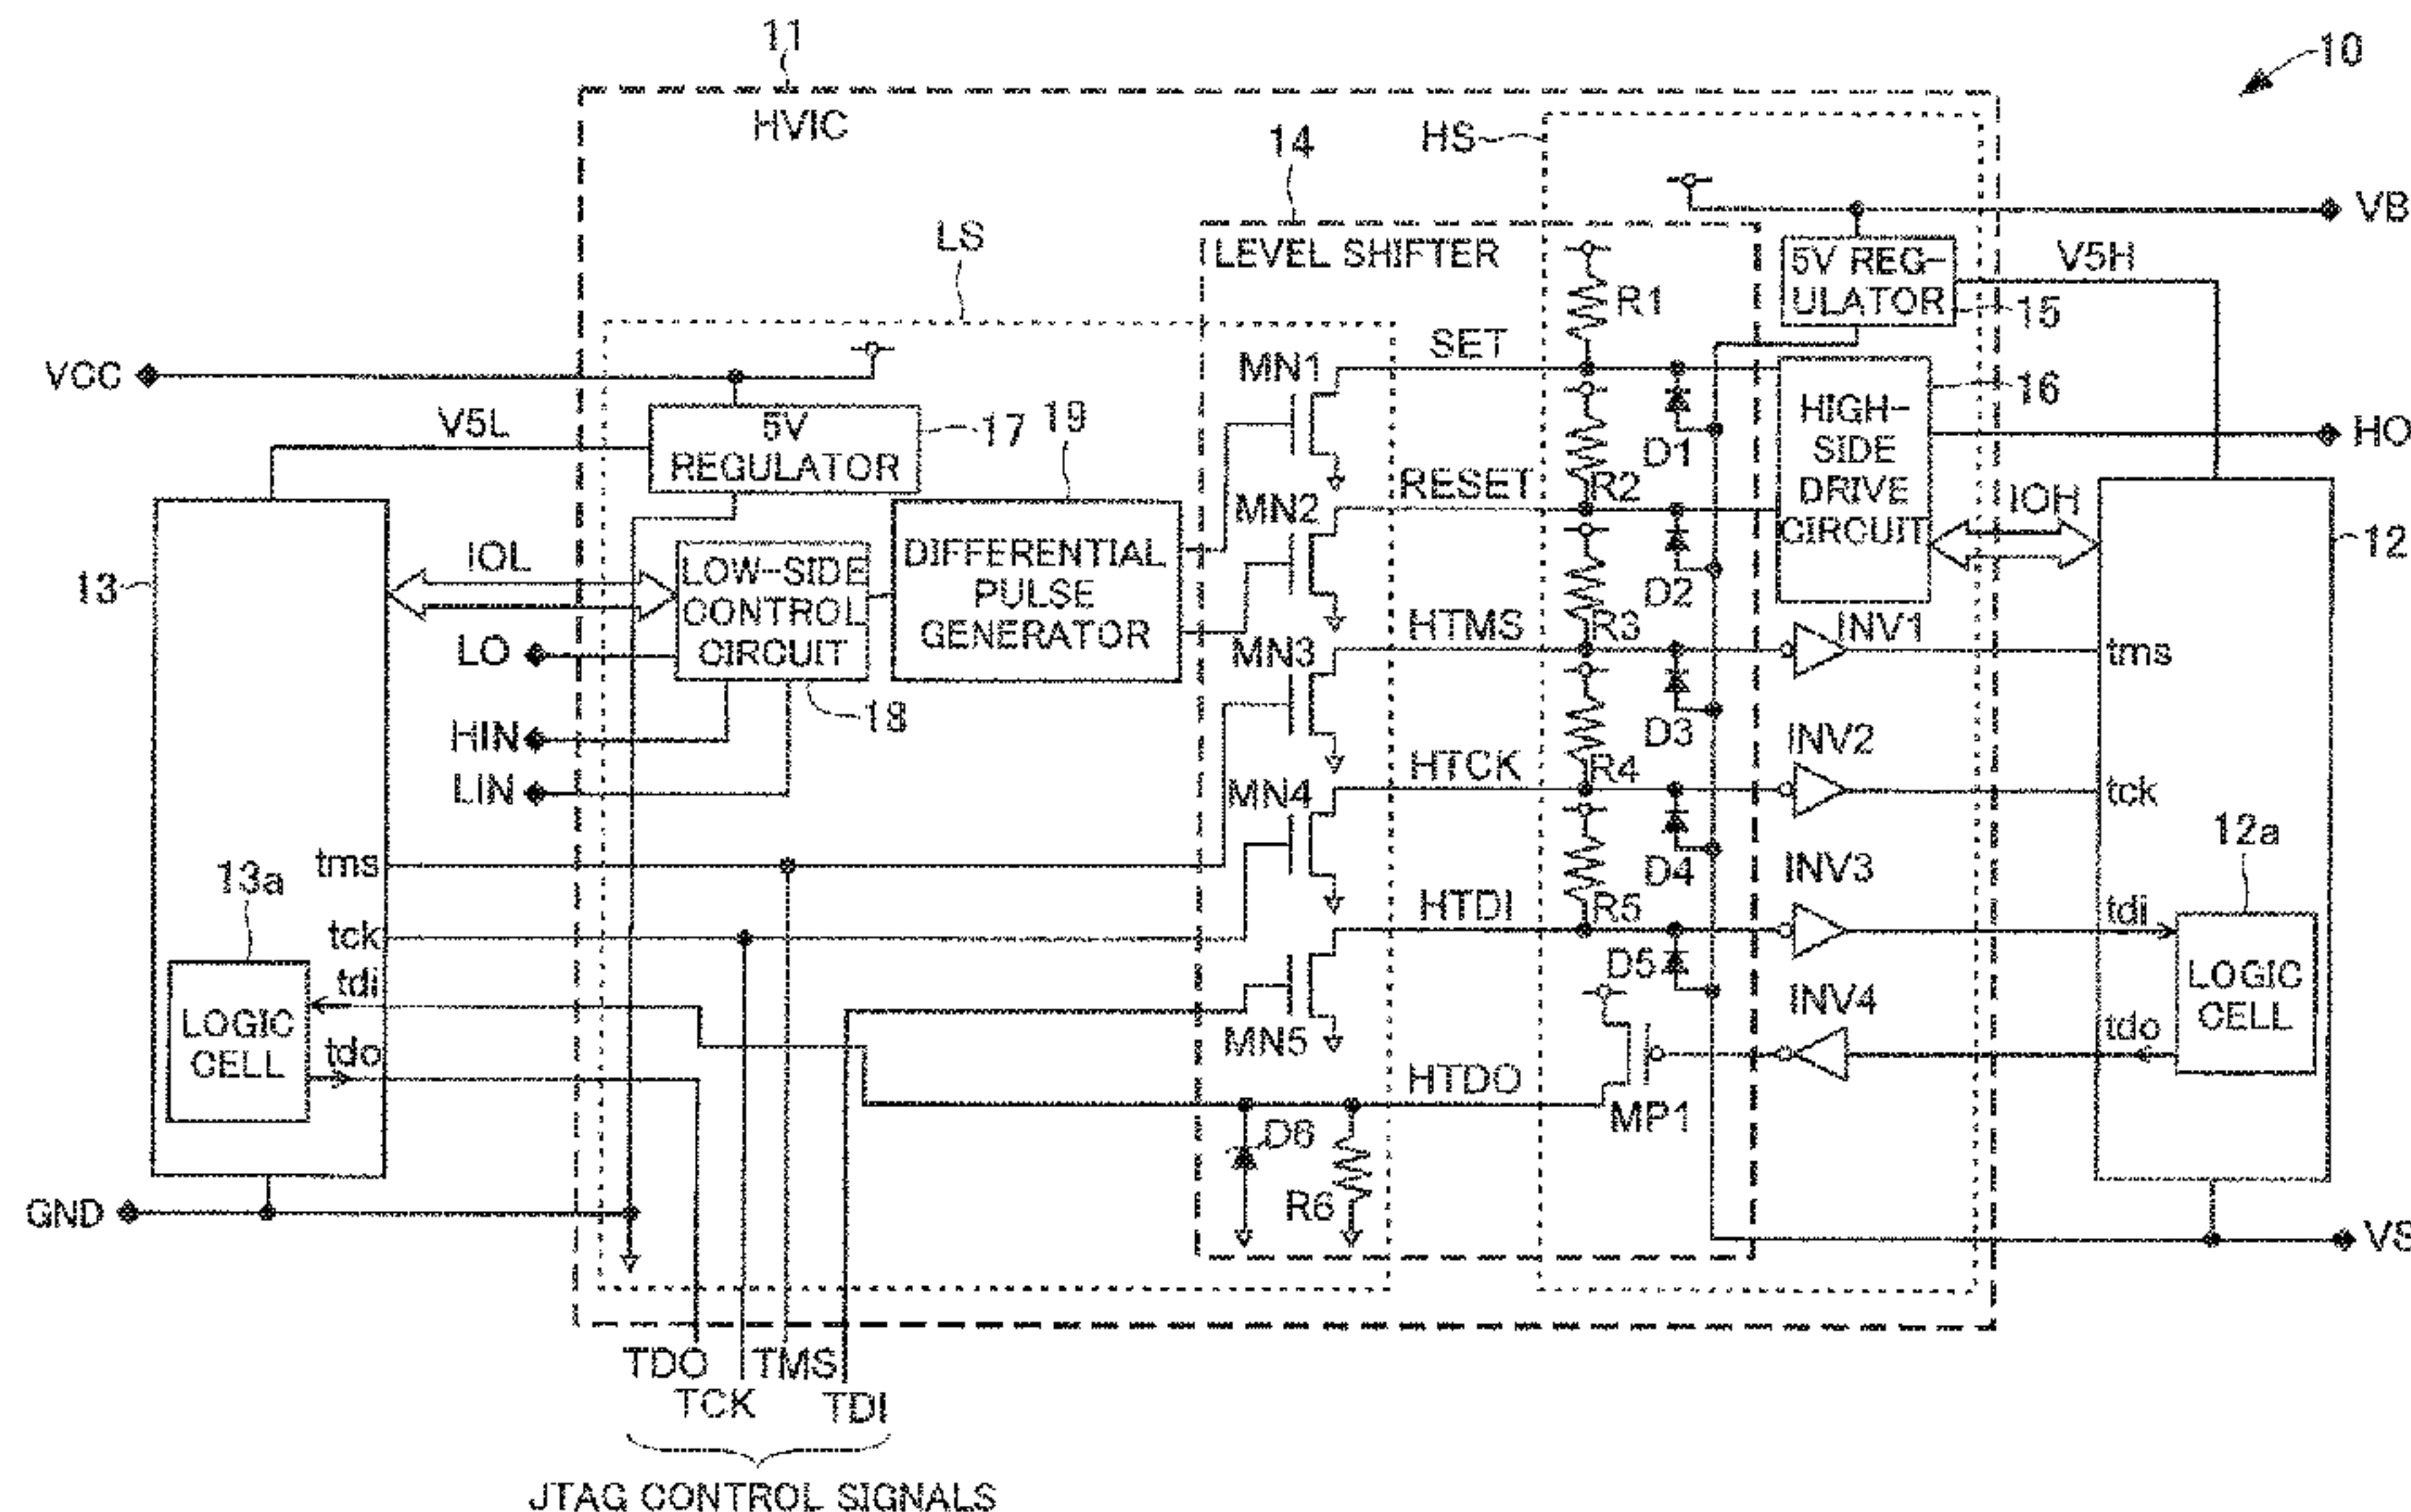 11
10
HVIC
HS
14
VB
LS
LEVEL SHIFTER
5V REG-
ULATOR
V5H
15
R1
SET
VCC
MN1
16
V5L
5V
REGULATOR
17
19
HIGH-
SIDE
DRIVE
CIRCUIT
HO
D1
RESET
R2
MN2
IOH
12
13
IOL
LOW-SIDE
CONTROL
CIRCUIT
DIFFERENTIAL
PULSE
GENERATOR
D2
HTMS
R3
INV1
tms
LO
MN3
18
HIN
D3
INV2
LIN
HTCK
R4
MN4
tck
12a
tms
13a
D4
INV3
HTDI
R5
tdi
tck
tdi
D5
INV4
LOGIC
CELL
LOGIC
CELL
tdo
MN5
tdo
HTDO
MP1
D6
R6
GND
VS
TDO
TMS
TCK
TDI
JTAG CONTROL SIGNALS